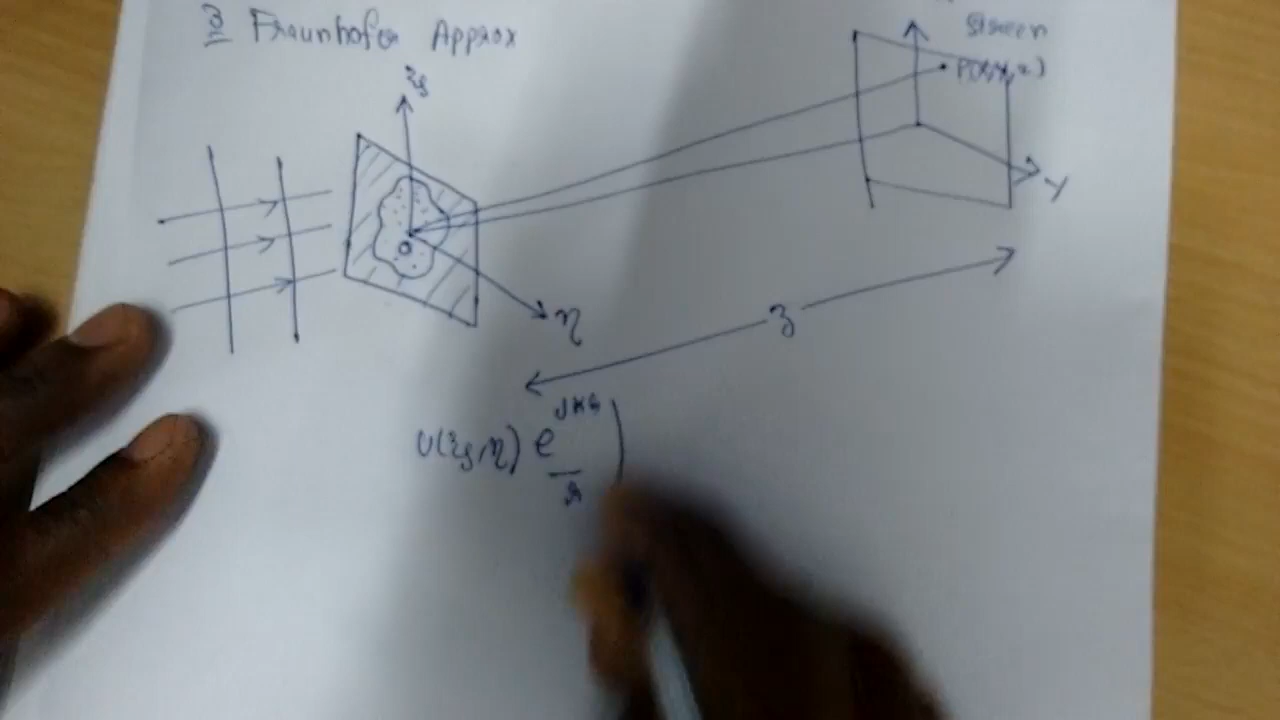 3 Fraunhofer Approx
Screen
ξ
P(x,y,z)
Y
η
z
U(ξ,η) e^jkr
r